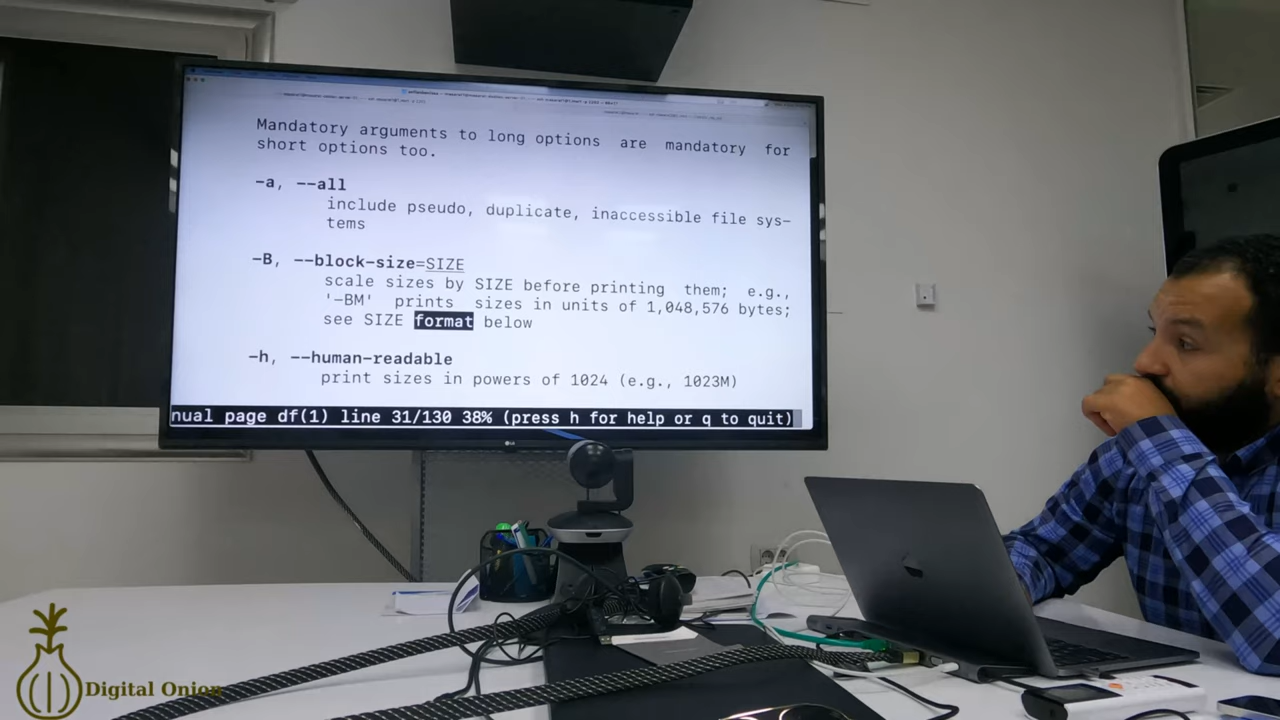 Mandatory arguments to long options are mandatory for
short options too.
-a, --all
include pseudo, duplicate, inaccessible file sys-
tems
-B, --block-size=SIZE
scale sizes by SIZE before printing them; e.g.,
'-BM' prints sizes in units of 1,048,576 bytes;
see SIZE format below
-h, --human-readable
print sizes in powers of 1024 (e.g., 1023M)
nual page df(1) line 31/130 38% (press h for help or q to quit)
LG
Digital Onion